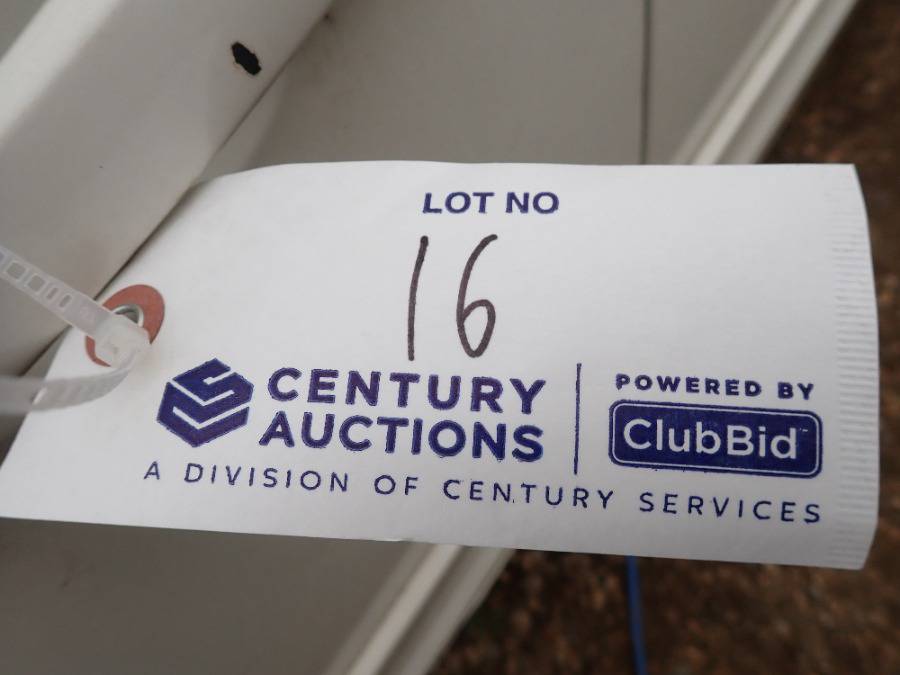 LOT NO
16
CENTURY
AUCTIONS
A DIVISION OF CENTURY SERVICES
POWERED BY
ClubBid